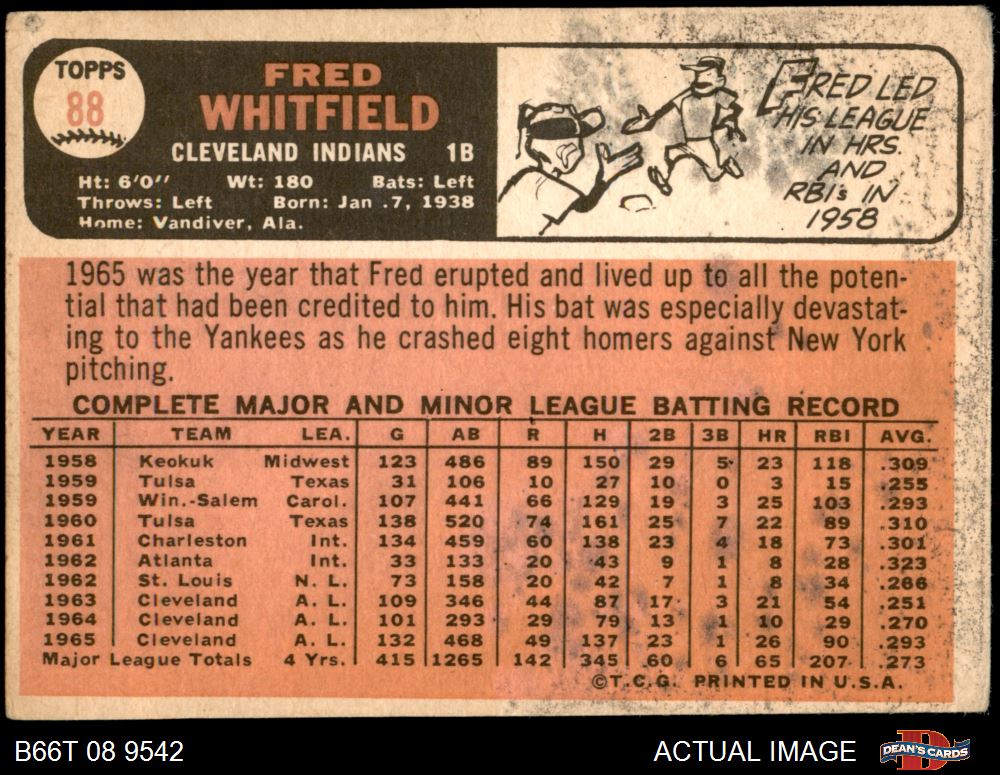 TOPPS
88
FRED
WHITFIELD
CLEVELAND INDIANS 1B
Ht: 6'0" Wt: 180 Bats: Left
Throws: Left Born: Jan .7, 1938
Home: Vandiver, Ala.
FRED LED
HIS LEAGUE
IN HRS.
AND
RBIs IN
1958
1965 was the year that Fred erupted and lived up to all the poten-
tial that had been credited to him. His bat was especially devastat-
ing to the Yankees as he crashed eight homers against New York
pitching.
COMPLETE MAJOR AND MINOR LEAGUE BATTING RECORD
YEAR TEAM LEA. G AB R H 2B 3B HR RBI AVG.
1958 Keokuk Midwest 123 486 89 150 29 5 23 118 .309
1959 Tulsa Texas 31 106 10 27 10 0 3 15 .255
1959 Win.-Salem Carol. 107 441 66 129 19 3 25 103 .293
1960 Tulsa Texas 138 520 74 161 25 7 22 89 .310
1961 Charleston Int. 134 459 60 138 23 4 18 73 .301
1962 Atlanta Int. 33 133 20 43 9 1 8 28 .323
1962 St. Louis N. L. 73 158 20 42 7 1 8 34 .266
1963 Cleveland A. L. 109 346 44 87 17 3 21 54 .251
1964 Cleveland A. L. 101 293 29 79 13 1 10 29 .270
1965 Cleveland A. L. 132 468 49 137 23 1 26 90 .293
Major League Totals 4 Yrs. 415 1265 142 345 60 6 65 207 .273
©T.C.G. PRINTED IN U.S.A.
B66T 08 9542 ACTUAL IMAGE DEAN'S CARDS